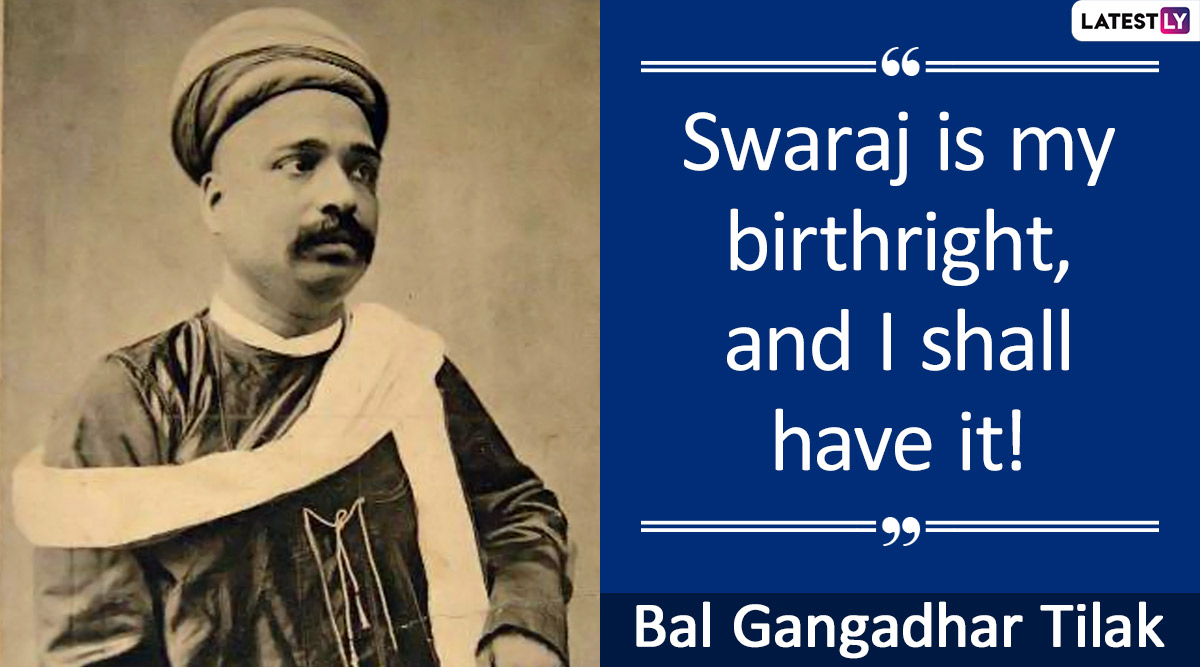 LATESTLY
“
Swaraj is my
birthright,
and I shall
have it!
”
Bal Gangadhar Tilak